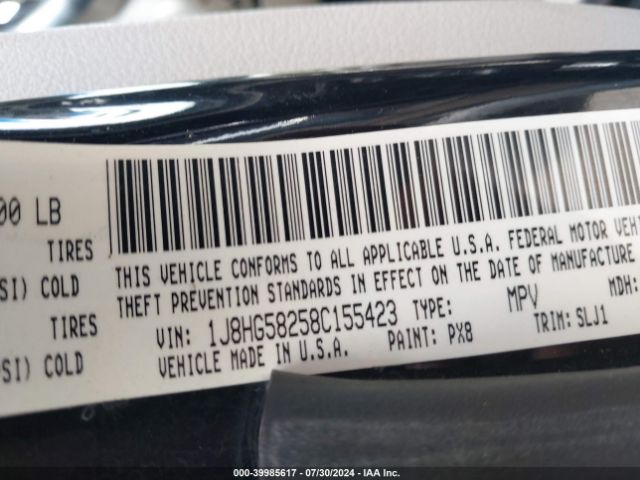 00 LB
TIRES
SI) COLD
TIRES
SI) COLD
THIS VEHICLE CONFORMS TO ALL APPLICABLE U.S.A. FEDERAL MOTOR VEH
THEFT PREVENTION STANDARDS IN EFFECT ON THE DATE OF MANUFACTURE
VIN: 1J8HG58258C155423 TYPE: MPV MDH:
VEHICLE MADE IN U.S.A. PAINT: PX8 TRIM: SLJ1
000-39985617 - 07/30/2024 - IAA Inc.